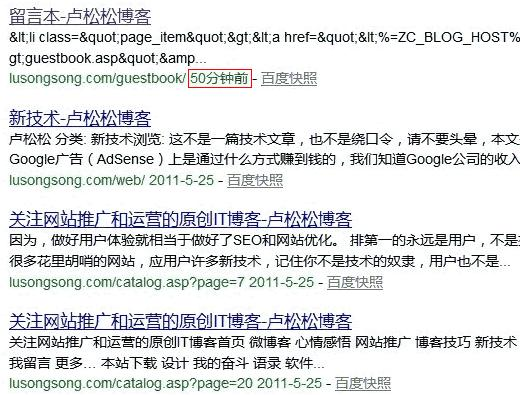 留言本-卢松松博客
&lt;li class=&quot;page_item&quot;&gt;&lt;a href=&quot;&lt;%=ZC_BLOG_HOST%
gt;guestbook.asp&quot;&amp...
lusongsong.com/guestbook/ 50分钟前 - 百度快照
新技术-卢松松博客
卢松松 分类: 新技术浏览: 这不是一篇技术文章，也不是绕口令，请不要头晕，本文
Google广告（AdSense）上是通过什么方式赚到钱的，我们知道Google公司的收入
lusongsong.com/web/ 2011-5-25 - 百度快照
关注网站推广和运营的原创IT博客-卢松松博客
因为，做好用户体验就相当于做好了SEO和网站优化。 排第一的永远是用户，不是
很多花里胡哨的网站，应用户许多新技术，记住你不是技术的奴隶，用户也不是...
lusongsong.com/catalog.asp?page=7 2011-5-25 - 百度快照
关注网站推广和运营的原创IT博客-卢松松博客
关注网站推广和运营的原创IT博客首页 微博客 心情感悟 网站推广 博客技巧 新技术
我留言 更多... 本站下载 设计 我的奋斗 语录 软件...
lusongsong.com/catalog.asp?page=20 2011-5-25 - 百度快照